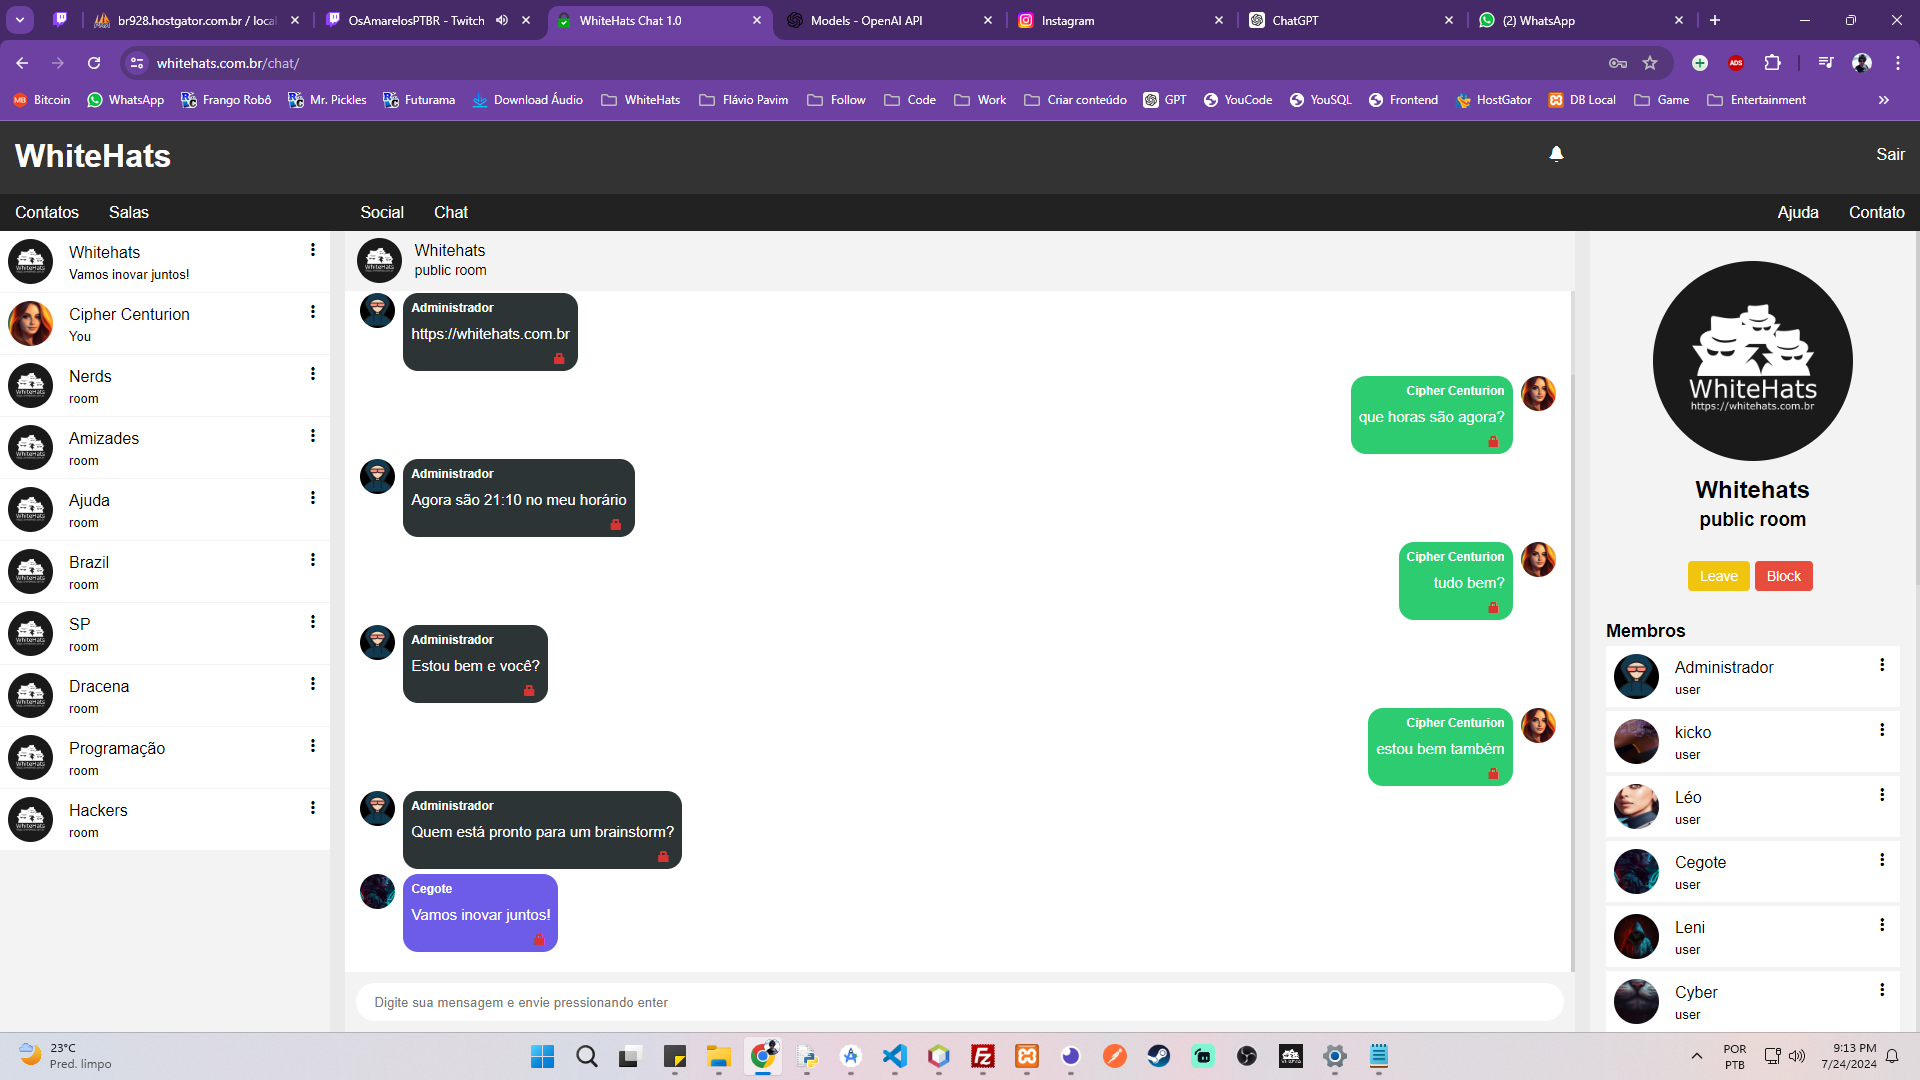 br928.hostgator.com.br / local
OsAmarelosPTBR - Twitch
WhiteHats Chat 1.0
Models - OpenAI API
Instagram
ChatGPT
(2) WhatsApp
whitehats.com.br/chat/
Bitcoin
WhatsApp
Frango Robô
Mr. Pickles
Futurama
Download Áudio
WhiteHats
Flávio Pavim
Follow
Code
Work
Criar conteúdo
GPT
YouCode
YouSQL
Frontend
HostGator
DB Local
Game
Entertainment
WhiteHats
Sair
Contatos
Salas
Social
Chat
Ajuda
Contato
Whitehats
Vamos inovar juntos!
Cipher Centurion
You
Nerds
room
Amizades
room
Ajuda
room
Brazil
room
SP
room
Dracena
room
Programação
room
Hackers
room
Whitehats
public room
Administrador
https://whitehats.com.br
Cipher Centurion
que horas são agora?
Administrador
Agora são 21:10 no meu horário
Cipher Centurion
tudo bem?
Administrador
Estou bem e você?
Cipher Centurion
estou bem também
Administrador
Quem está pronto para um brainstorm?
Cegote
Vamos inovar juntos!
Digite sua mensagem e envie pressionando enter
WhiteHats
https://whitehats.com.br
Whitehats
public room
Leave
Block
Membros
Administrador
user
kicko
user
Léo
user
Cegote
user
Leni
user
Cyber
user
23°C
Pred. limpo
POR
PTB
9:13 PM
7/24/2024